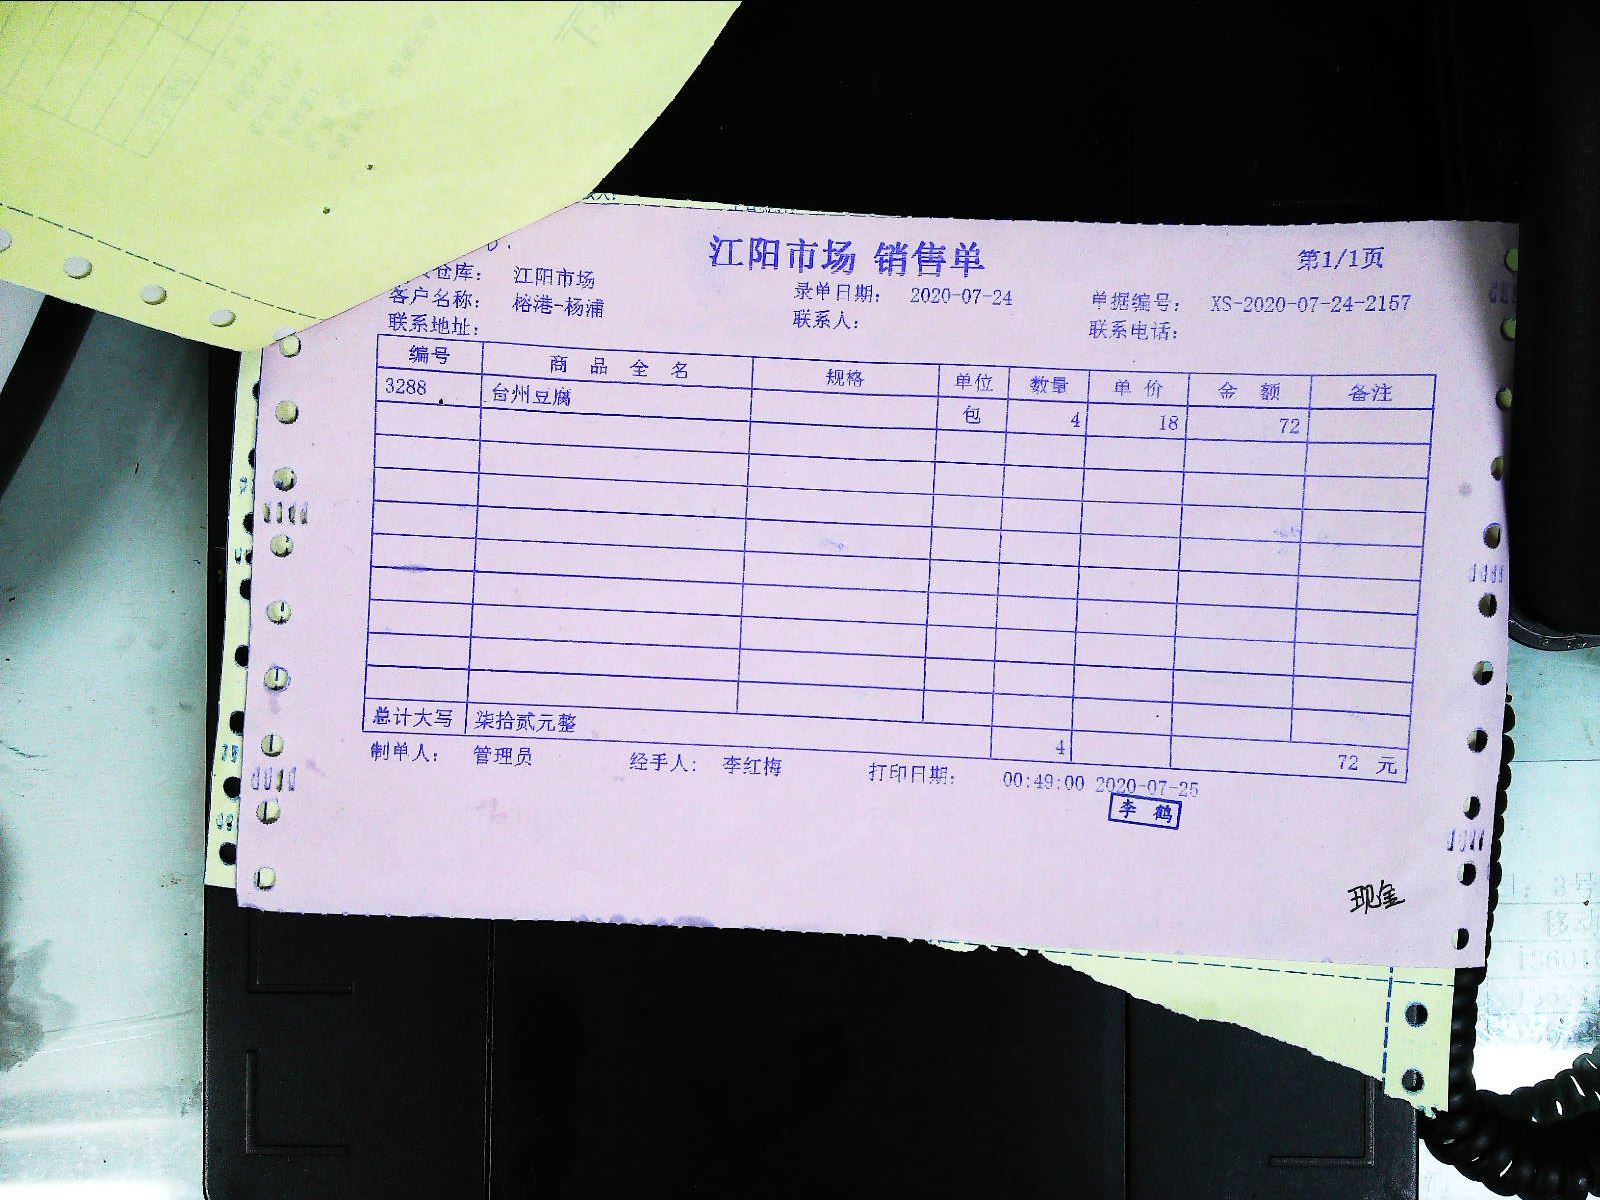 江阳市场 销售单
第1/1页
仓库： 江阳市场
客户名称： 榕港-杨浦
录单日期： 2020-07-24
单据编号： XS-2020-07-24-2157
联系地址：
联系人：
联系电话：
编号 商品全名 规格 单位 数量 单价 金额 备注
3288 台州豆腐 包 4 18 72
总计大写 柒拾贰元整 4 72 元
制单人： 管理员 经手人： 李红梅 打印日期： 00:49:00 2020-07-25
李 鹤
现金